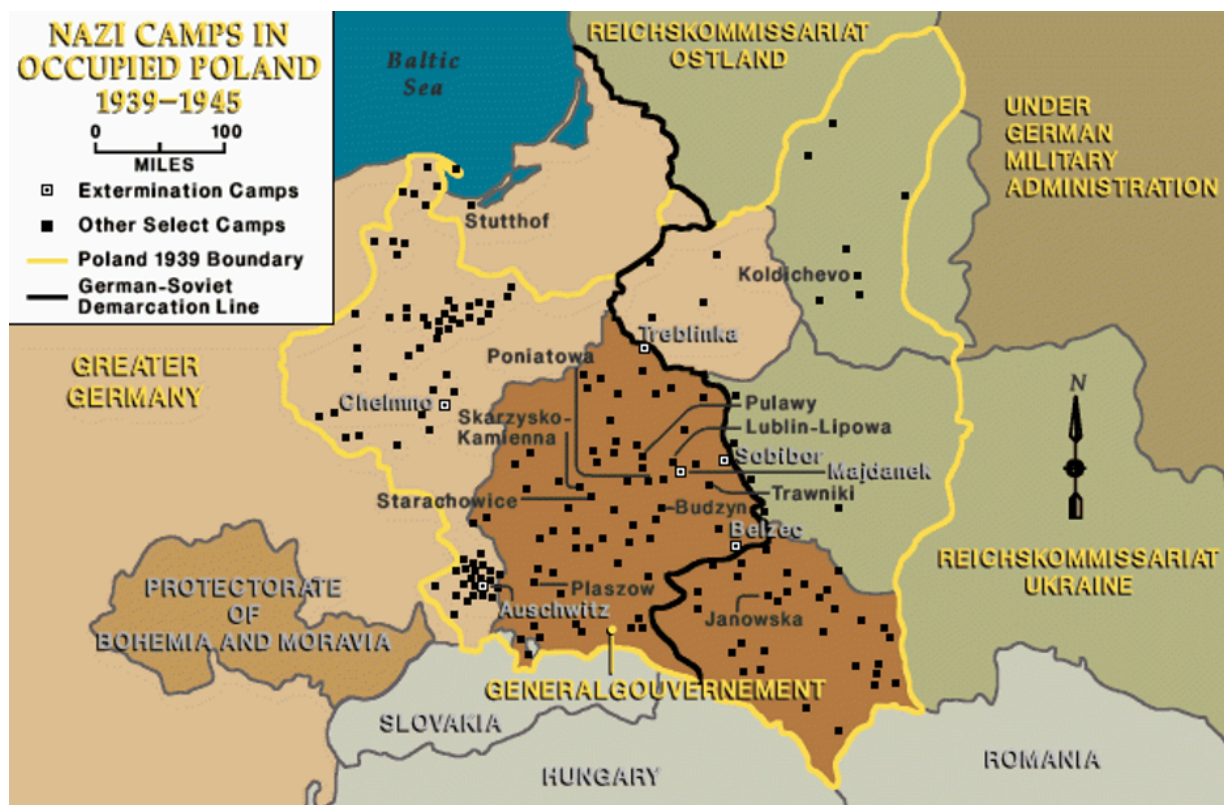 NAZI CAMPS IN
OCCUPIED POLAND
1939–1945
0 100
MILES
Extermination Camps
Other Select Camps
Poland 1939 Boundary
German-Soviet
Demarcation Line
Baltic
Sea
REICHSKOMMISSARIAT
OSTLAND
UNDER
GERMAN
MILITARY
ADMINISTRATION
Stutthof
Koldichevo
GREATER
GERMANY
Treblinka
Poniatowa
Chelmno
Skarzysko-
Kamienna
Pulawy
Lublin-Lipowa
Sobibor
Majdanek
Starachowice
Trawniki
Budzyn
Belzec
N
REICHSKOMMISSARIAT
UKRAINE
PROTECTORATE
OF
BOHEMIA AND MORAVIA
Plaszow
Auschwitz
Janowska
GENERALGOUVERNEMENT
SLOVAKIA
HUNGARY
ROMANIA